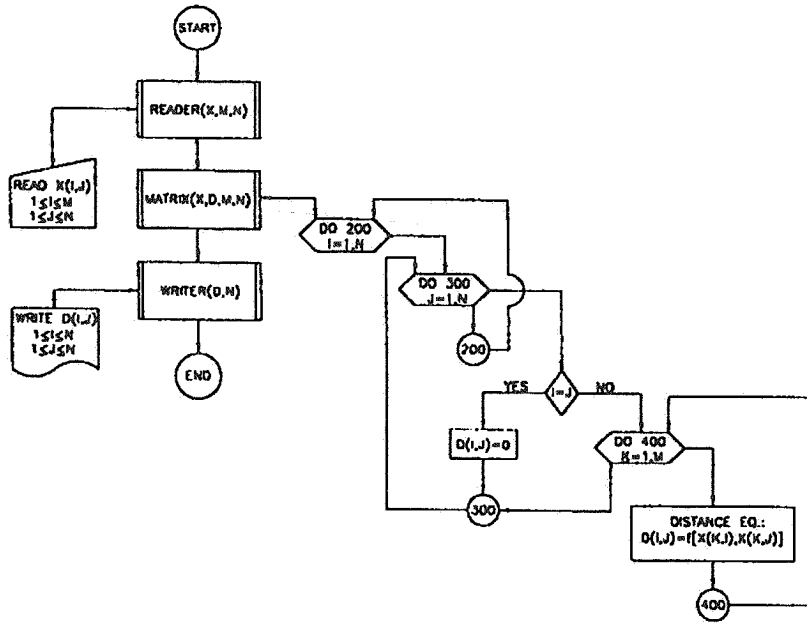 START
READER(X,M,N)
READ X(I,J)
1≤I≤M
1≤J≤N
MATRIX(X,D,M,N)
DO 200
I=1,N
DO 300
J=1,N
WRITER(D,N)
WRITE D(I,J)
1≤I≤N
1≤J≤N
200
END
YES
I=J
NO
D(I,J)=0
DO 400
K=1,M
300
DISTANCE EQ.:
D(I,J)=f[X(K,I),X(K,J)]
400